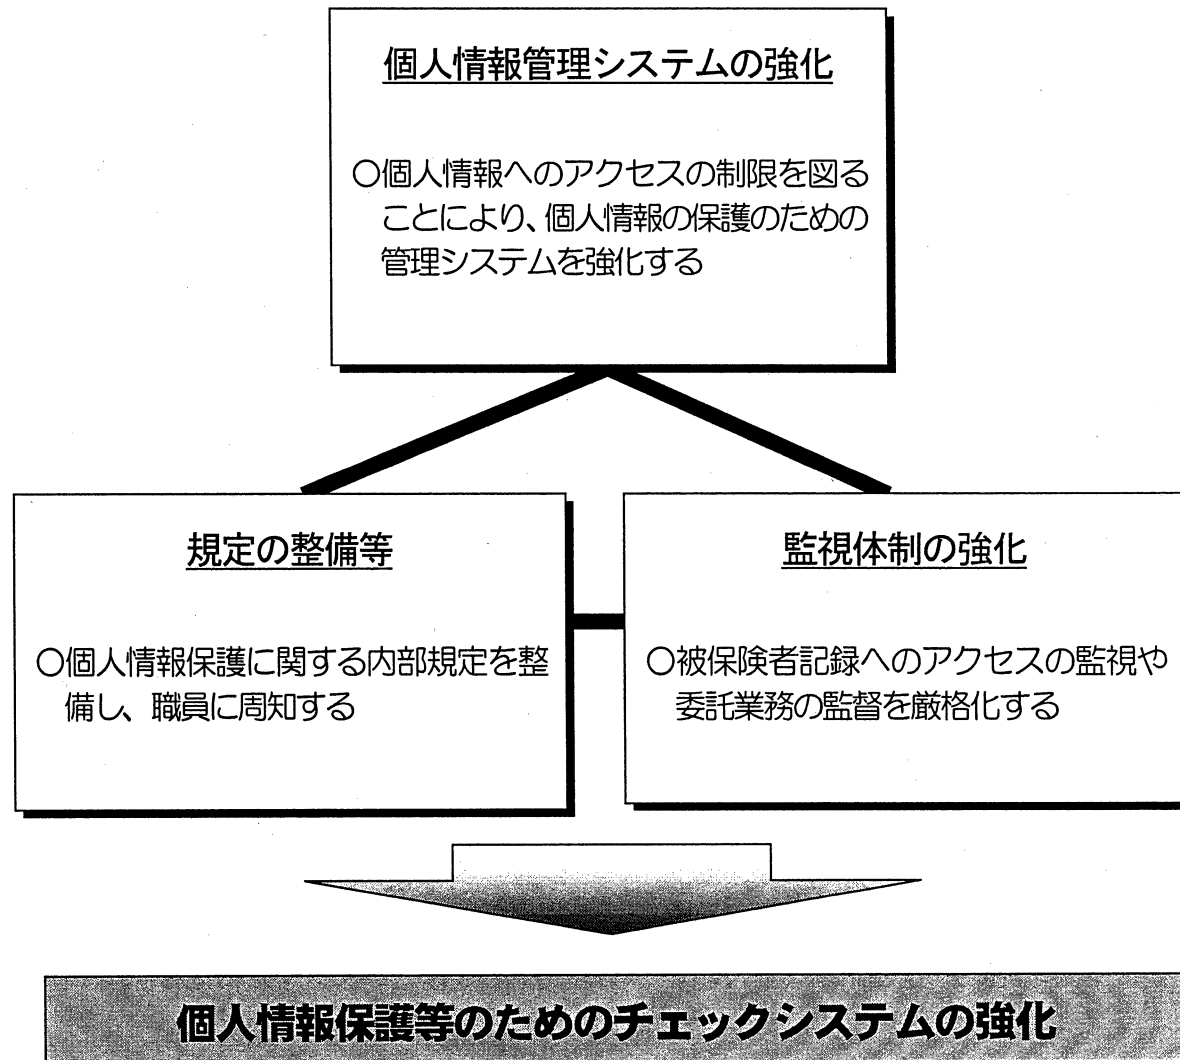 個人情報管理システムの強化
○個人情報へのアクセスの制限を図る
ことにより、個人情報の保護のための
管理システムを強化する
規定の整備等
○個人情報保護に関する内部規定を整
備し、職員に周知する
監視体制の強化
○被保険者記録へのアクセスの監視や
委託業務の監督を厳格化する
個人情報保護等のためのチェックシステムの強化